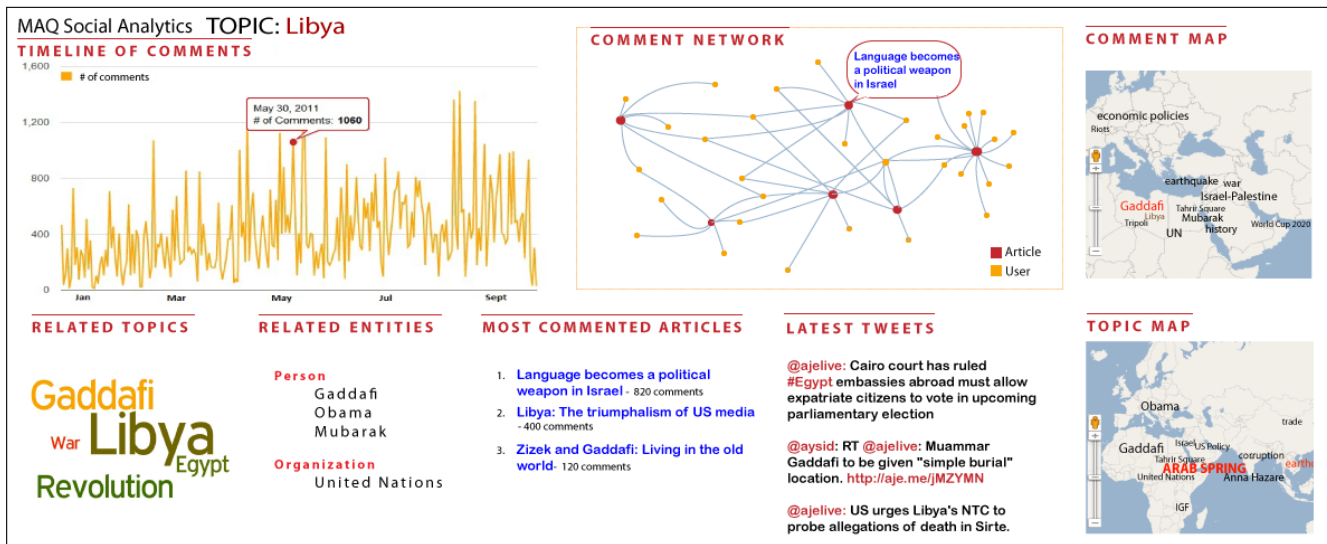 MAQ Social Analytics TOPIC: Libya
TIMELINE OF COMMENTS
1,600
# of comments
1,200
800
400
0
May 30, 2011
# of Comments: 1060
Jan
Mar
May
Jul
Sept
COMMENT NETWORK
Language becomes
a political weapon
in Israel
Article
User
COMMENT MAP
economic policies
Riots
earthquake
war
Israel-Palestine
Gaddafi
Tahrir Square
Libya
Mubarak
Tripoli
World Cup 2020
history
UN
RELATED TOPICS
Gaddafi
War
Libya
Egypt
Revolution
RELATED ENTITIES
Person
Gaddafi
Obama
Mubarak
Organization
United Nations
MOST COMMENTED ARTICLES
1. Language becomes a political
weapon in Israel - 820 comments
2. Libya: The triumphalism of US media
- 400 comments
3. Zizek and Gaddafi: Living in the old
world- 120 comments
LATEST TWEETS
@ajelive: Cairo court has ruled
#Egypt embassies abroad must allow
expatriate citizens to vote in upcoming
parliamentary election
@aysid: RT @ajelive: Muammar
Gaddafi to be given "simple burial"
location. http://aje.me/jMZYMN
@ajelive: US urges Libya's NTC to
probe allegations of death in Sirte.
TOPIC MAP
Obama
trade
Gaddafi
Israel
US Policy
Tahrir Square
corruption
ARAB SPRING
earthq
United Nations
Anna Hazare
IGF